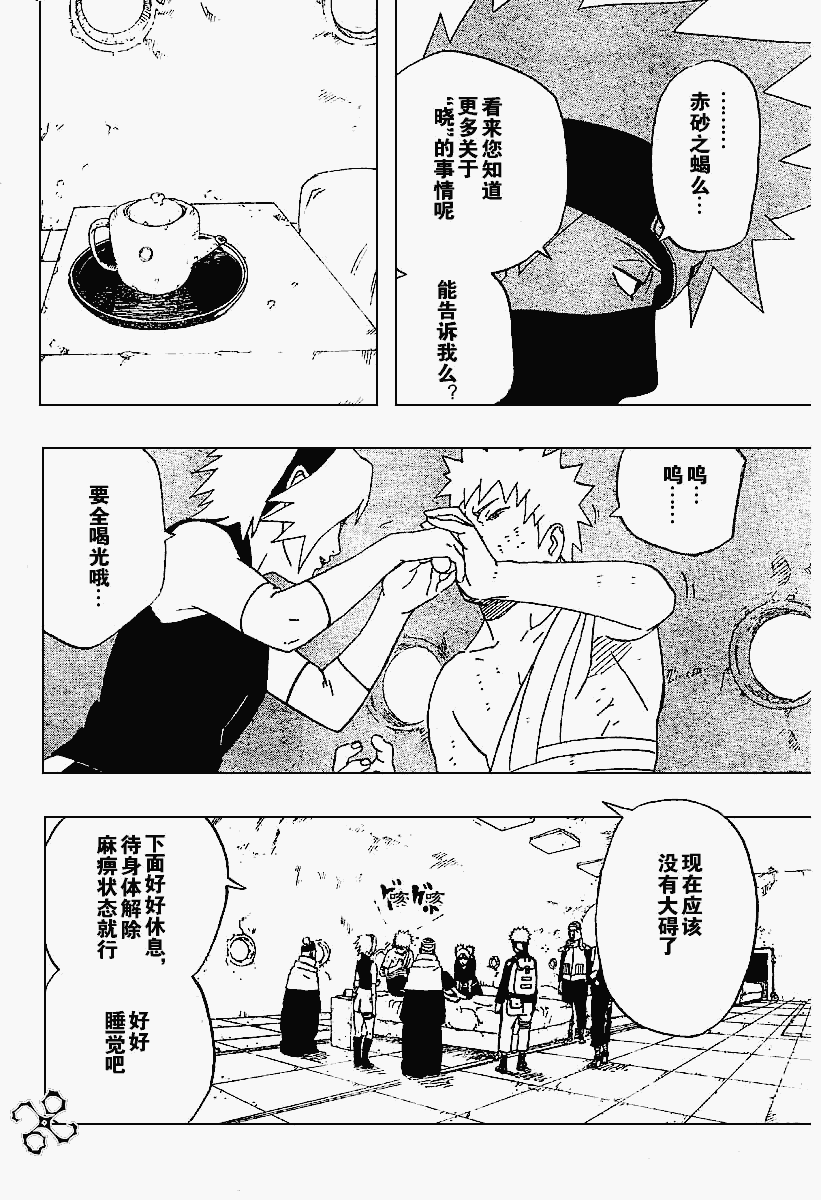 ………
赤砂之蝎么…
看来您知道
更多关于
“晓”的事情呢
能告诉我么?
呜……
呜…
要全喝光哦…
现在应该
没有大碍了
咳
咳
下面好好休息,
待身体解除
麻痹状态就行
好好
睡觉吧